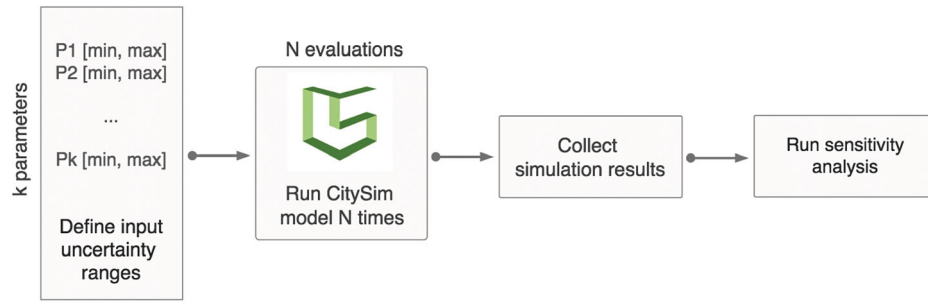 k parameters
P1 [min, max]
P2 [min, max]
...
Pk [min, max]
Define input
uncertainty
ranges
N evaluations
Run CitySim
model N times
Collect
simulation results
Run sensitivity
analysis